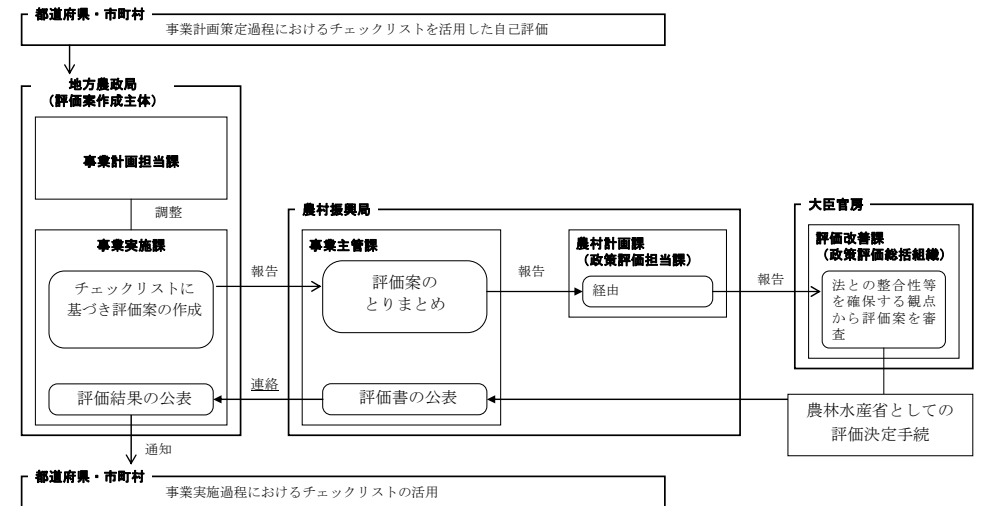 都道府県・市町村
事業計画策定過程におけるチェックリストを活用した自己評価
地方農政局
(評価案作成主体)
事業計画担当課
調整
事業実施課
チェックリストに
基づき評価案の作成
評価結果の公表
報告
連絡
農村振興局
事業主管課
評価案の
とりまとめ
評価書の公表
報告
農村計画課
(政策評価担当課)
経由
報告
大臣官房
評価改善課
(政策評価総括組織)
法との整合性等
を確保する観点
から評価案を審
査
農林水産省としての
評価決定手続
通知
都道府県・市町村
事業実施過程におけるチェックリストの活用